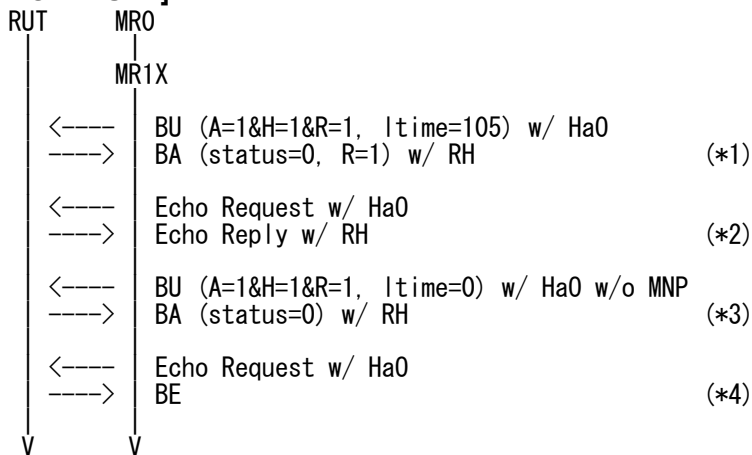 RUT MR0
MR1X
<---- BU (A=1&H=1&R=1, ltime=105) w/ HaO
----> BA (status=0, R=1) w/ RH (*1)
<---- Echo Request w/ HaO
----> Echo Reply w/ RH (*2)
<---- BU (A=1&H=1&R=1, ltime=0) w/ HaO w/o MNP
----> BA (status=0) w/ RH (*3)
<---- Echo Request w/ HaO
----> BE (*4)
V V